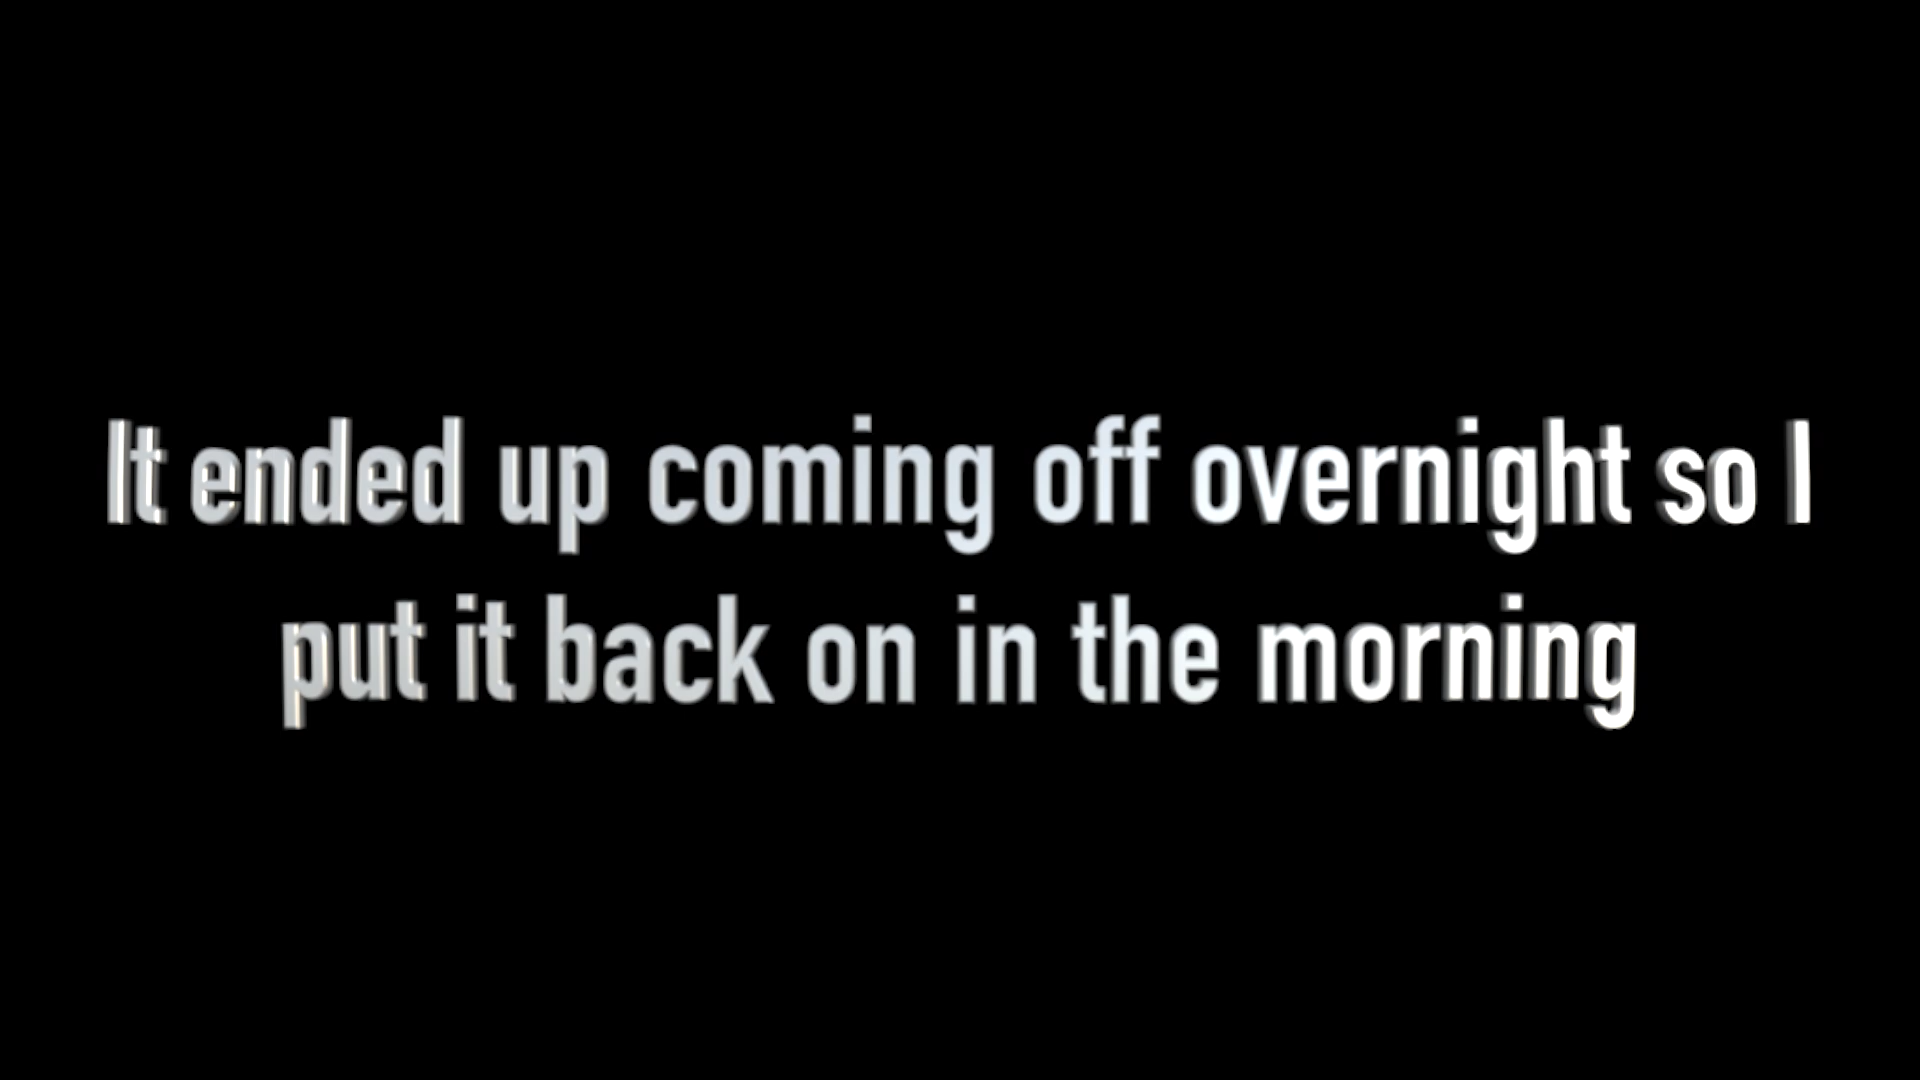 It ended up coming off overnight so I
put it back on in the morning